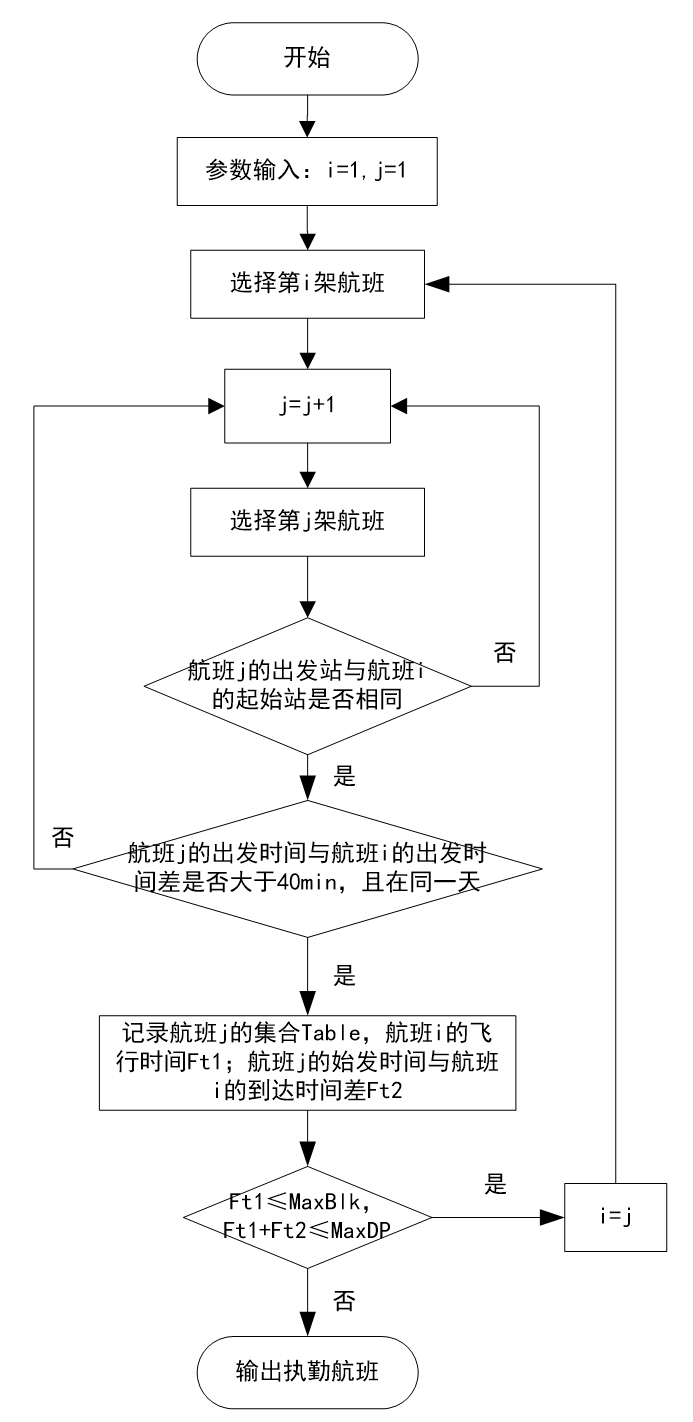 开始
参数输入：i=1,j=1
选择第i架航班
j=j+1
选择第j架航班
航班j的出发站与航班i
的起始站是否相同
否
是
航班j的出发时间与航班i的出发时
间差是否大于40min，且在同一天
否
是
记录航班j的集合Table，航班i的飞
行时间Ft1；航班j的始发时间与航班
i的到达时间差Ft2
Ft1≤MaxBlk，
Ft1+Ft2≤MaxDP
是
i=j
否
输出执勤航班